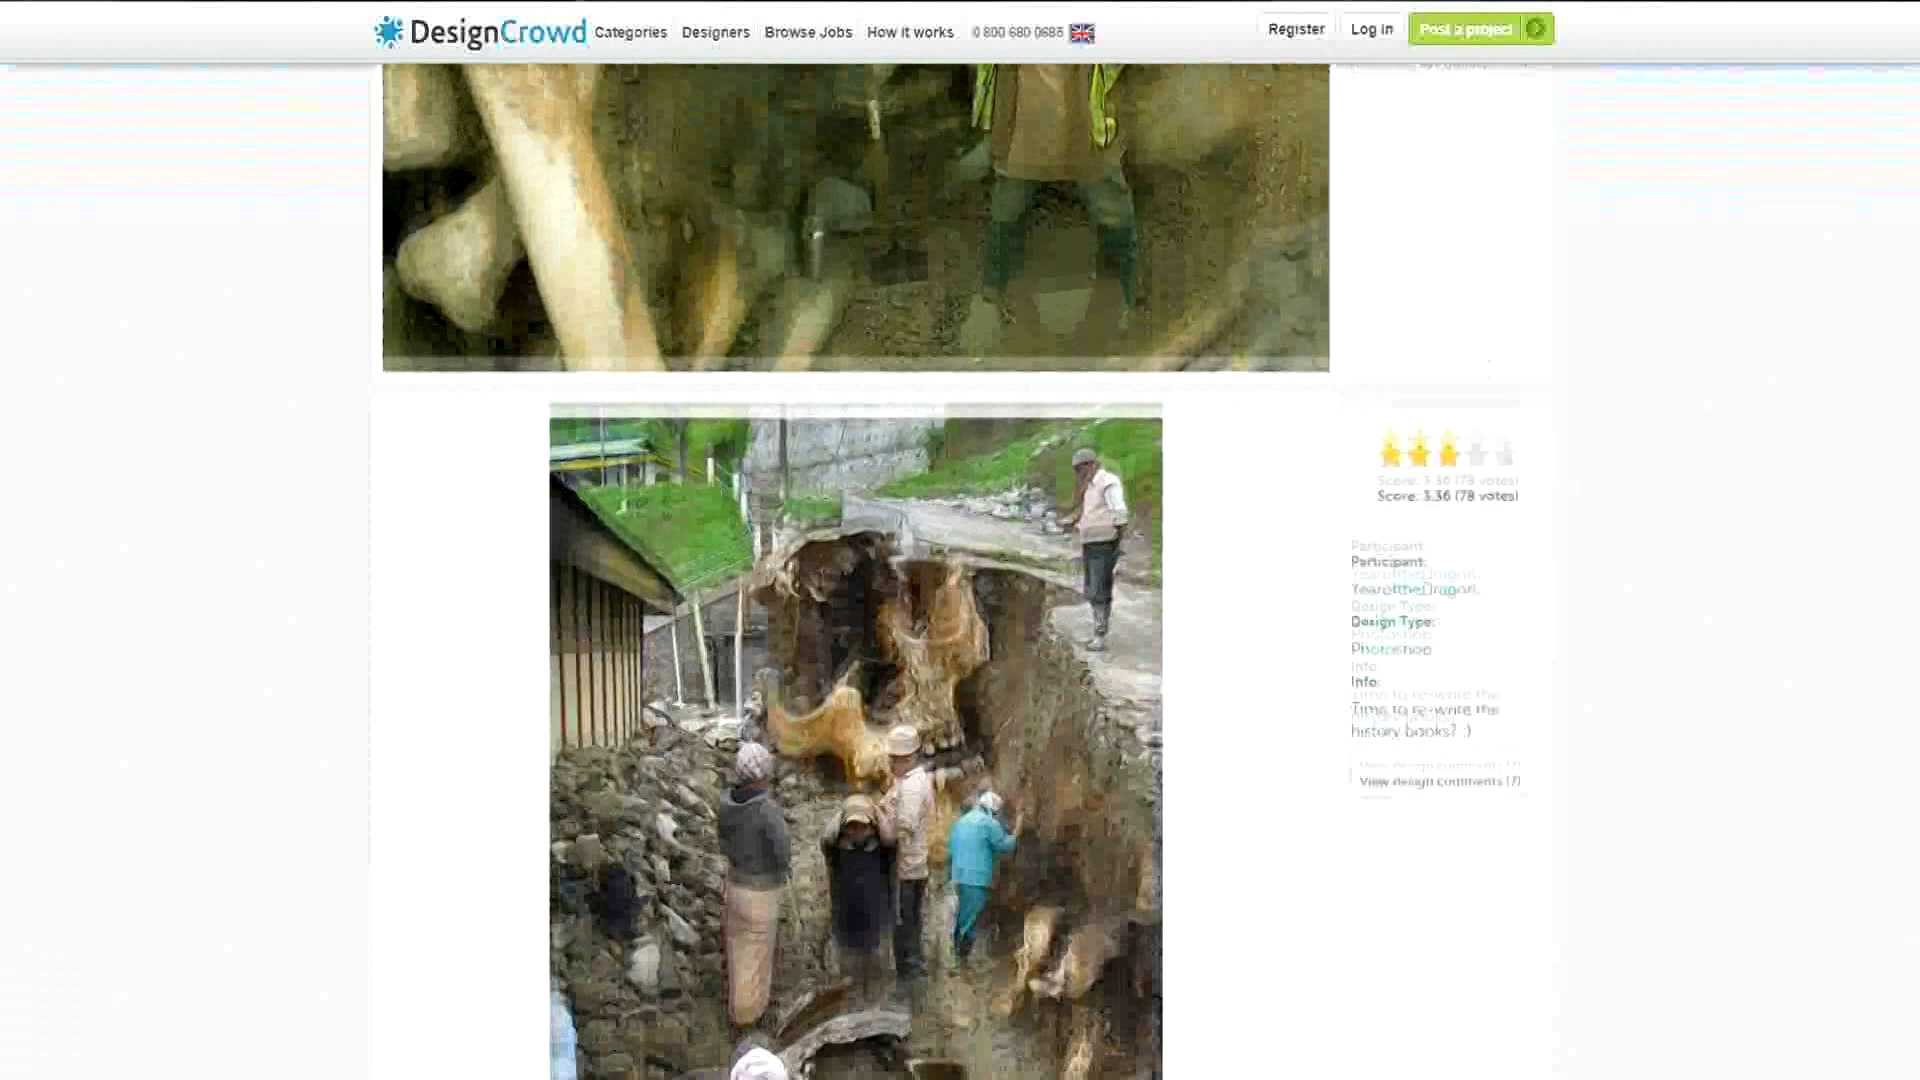 DesignCrowd Categories Designers Browse Jobs How it works 0 800 680 0686 Register Log in Post a project
Score: 3.36 (78 votes)
Participant:
YearoftheDragon.
Design Type:
Photoshop
Info:
Time to re-write the
history books? :)
View design comments (7)